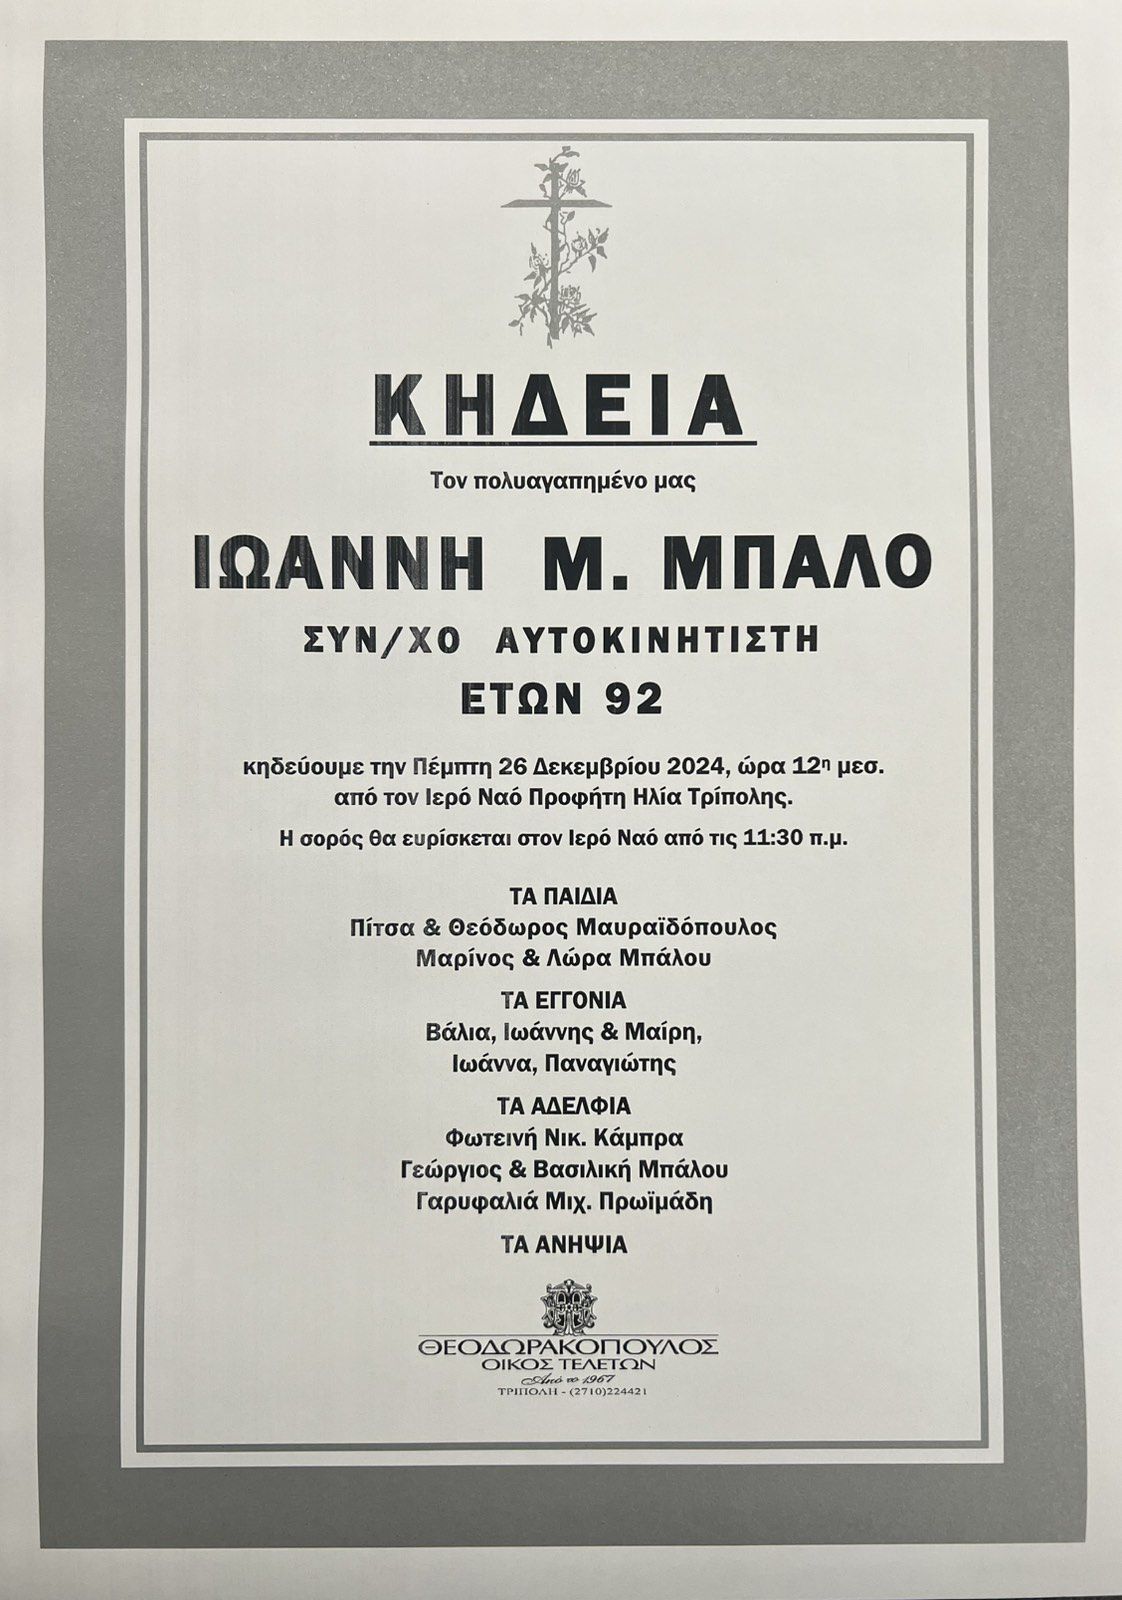 ΚΗΔΕΙΑ
Τον πολυαγαπημένο μας
ΙΩΑΝΝΗ Μ. ΜΠΑΛΟ
ΣΥΝ/ΧΟ ΑΥΤΟΚΙΝΗΤΙΣΤΗ
ΕΤΩΝ 92
κηδεύουμε την Πέμπτη 26 Δεκεμβρίου 2024, ώρα 12η μεσ.
από τον Ιερό Ναό Προφήτη Ηλία Τρίπολης.
Η σορός θα ευρίσκεται στον Ιερό Ναό από τις 11:30 π.μ.
ΤΑ ΠΑΙΔΙΑ
Πίτσα & Θεόδωρος Μαυραϊδόπουλος
Μαρίνος & Λώρα Μπάλου
ΤΑ ΕΓΓΟΝΙΑ
Βάλια, Ιωάννης & Μαίρη,
Ιωάννα, Παναγιώτης
ΤΑ ΑΔΕΛΦΙΑ
Φωτεινή Νικ. Κάμπρα
Γεώργιος & Βασιλική Μπάλου
Γαρυφαλιά Μιχ. Πρωϊμάδη
ΤΑ ΑΝΗΨΙΑ
ΘΕΟΔΩΡΑΚΟΠΟΥΛΟΣ
ΟΙΚΟΣ ΤΕΛΕΤΩΝ
Από το 1967
ΤΡΙΠΟΛΗ - (2710)224421